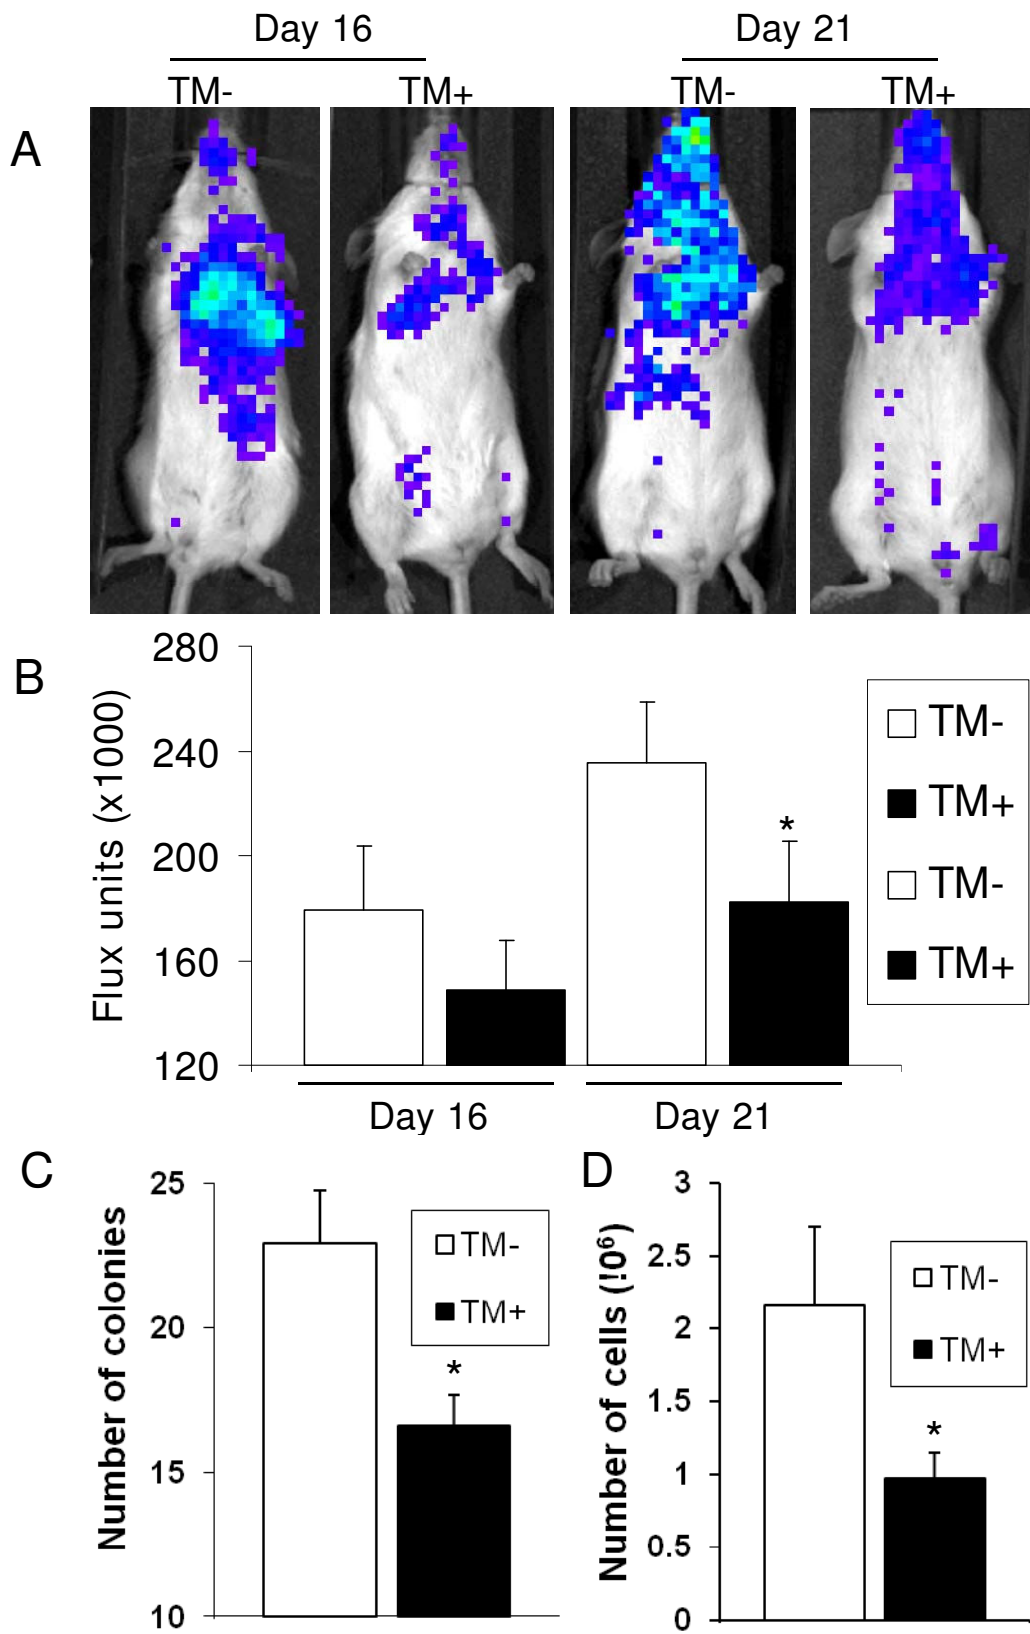 Day 16 Day 21
TM- TM+ TM- TM+
A
B
280
240
200
160
120
Flux units (x1000)
*
TM-
TM+
TM-
TM+
Day 16 Day 21
C
25
20
15
10
Number of colonies
TM-
TM+
*
D
3
2.5
2
1.5
1
0.5
0
Number of cells (!0⁶)
TM-
TM+
*